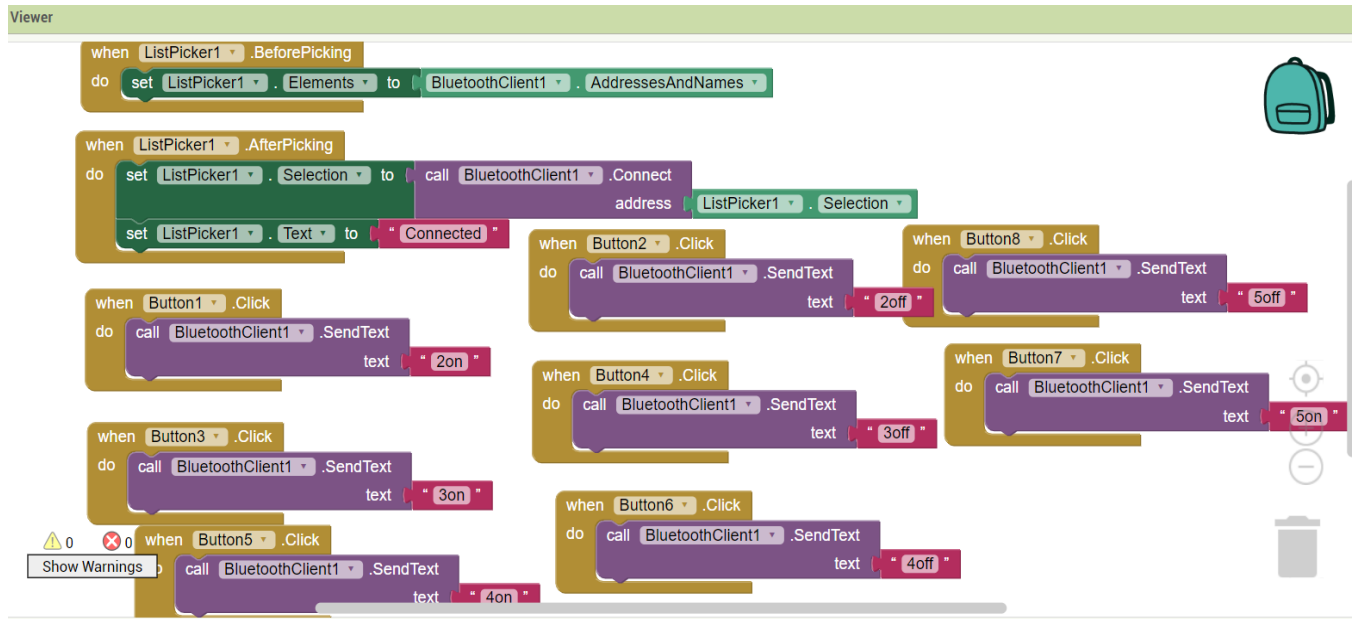 Viewer
when ListPicker1 .BeforePicking
do set ListPicker1 . Elements to BluetoothClient1 . AddressesAndNames
when ListPicker1 .AfterPicking
do set ListPicker1 . Selection to call BluetoothClient1 .Connect
address ListPicker1 . Selection
set ListPicker1 . Text to " Connected "
when Button1 .Click
do call BluetoothClient1 .SendText
text " 2on "
when Button3 .Click
do call BluetoothClient1 .SendText
text " 3on "
when Button5 .Click
call BluetoothClient1 .SendText
text " 4on "
when Button2 .Click
do call BluetoothClient1 .SendText
text " 2off "
when Button4 .Click
do call BluetoothClient1 .SendText
text " 3off "
when Button6 .Click
do call BluetoothClient1 .SendText
text " 4off "
when Button8 .Click
do call BluetoothClient1 .SendText
text " 5off "
when Button7 .Click
do call BluetoothClient1 .SendText
text " 5on "
0 0
Show Warnings